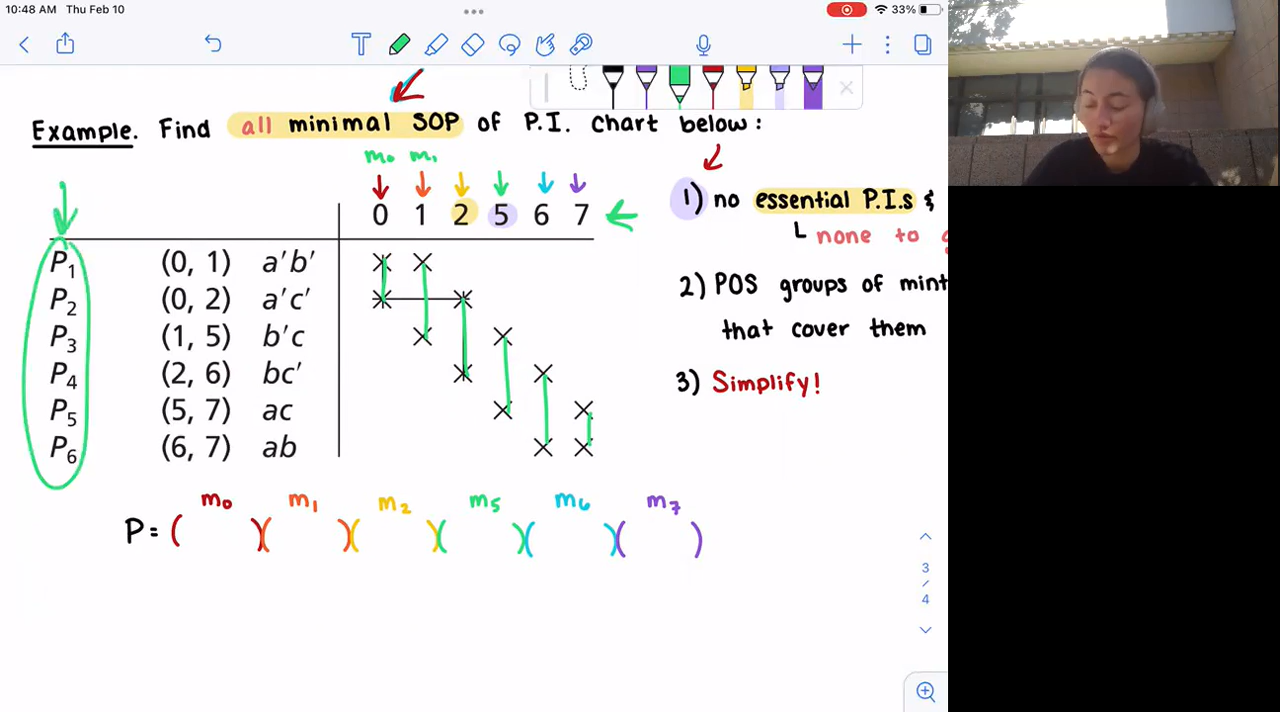 10:48 AM Thu Feb 10
33%
Example. Find all minimal SOP of P.I. Chart below:
m0 m1
0 1 2 5 6 7
P1 (0, 1) a′b′
P2 (0, 2) a′c′
P3 (1, 5) b′c
P4 (2, 6) bc′
P5 (5, 7) ac
P6 (6, 7) ab
1) no essential P.I.s &
none to
2) POS groups of
that cover them
3) Simplify!
m0 m1 m2 m5 m6 m7
P = ( )( )( )( )( )( )
3
/
4